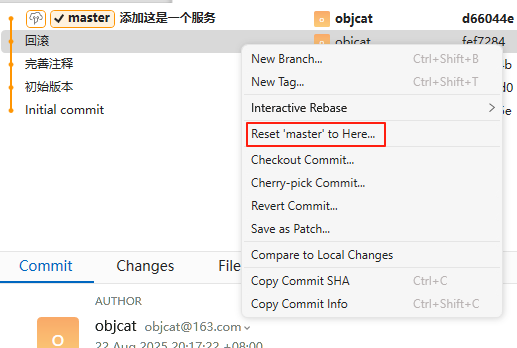 master 添加这是一个服务 objcat d66044e
回滚 objcat fef7284
完善注释
初始版本
Initial commit
New Branch... Ctrl+Shift+B
New Tag... Ctrl+Shift+T
Interactive Rebase
Reset 'master' to Here...
Checkout Commit...
Cherry-pick Commit...
Revert Commit...
Save as Patch...
Compare to Local Changes
Copy Commit SHA Ctrl+C
Copy Commit Info Ctrl+Shift+C
Commit Changes File
AUTHOR
o objcat objcat@163.com
22 Aug 2025 20:17:22 +08:00